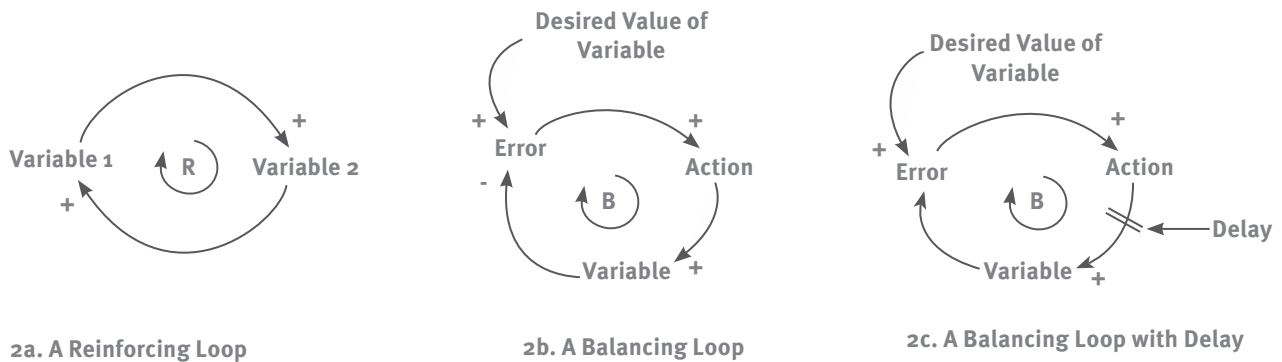 Variable 1
+
R
+
Variable 2
2a. A Reinforcing Loop
Desired Value of
Variable
+
Error
-
+
Action
B
Variable
+
2b. A Balancing Loop
Desired Value of
Variable
+
Error
+
Action
B
Delay
Variable
+
2c. A Balancing Loop with Delay